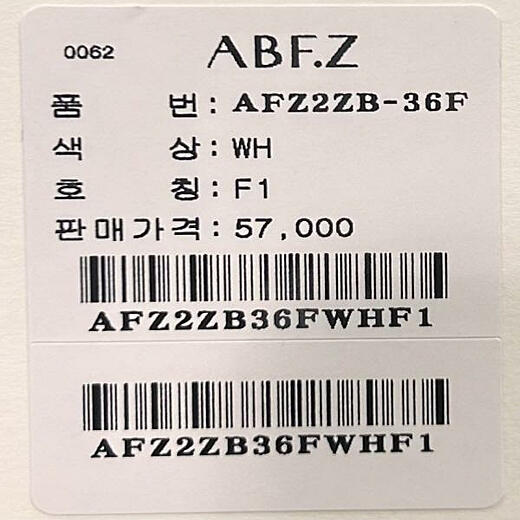 0062 ABF.Z
품 번 : AFZ2ZB-36F
색 상 : WH
호 칭 : F1
판매가격 : 57,000
AFZ2ZB36FWHF1
AFZ2ZB36FWHF1